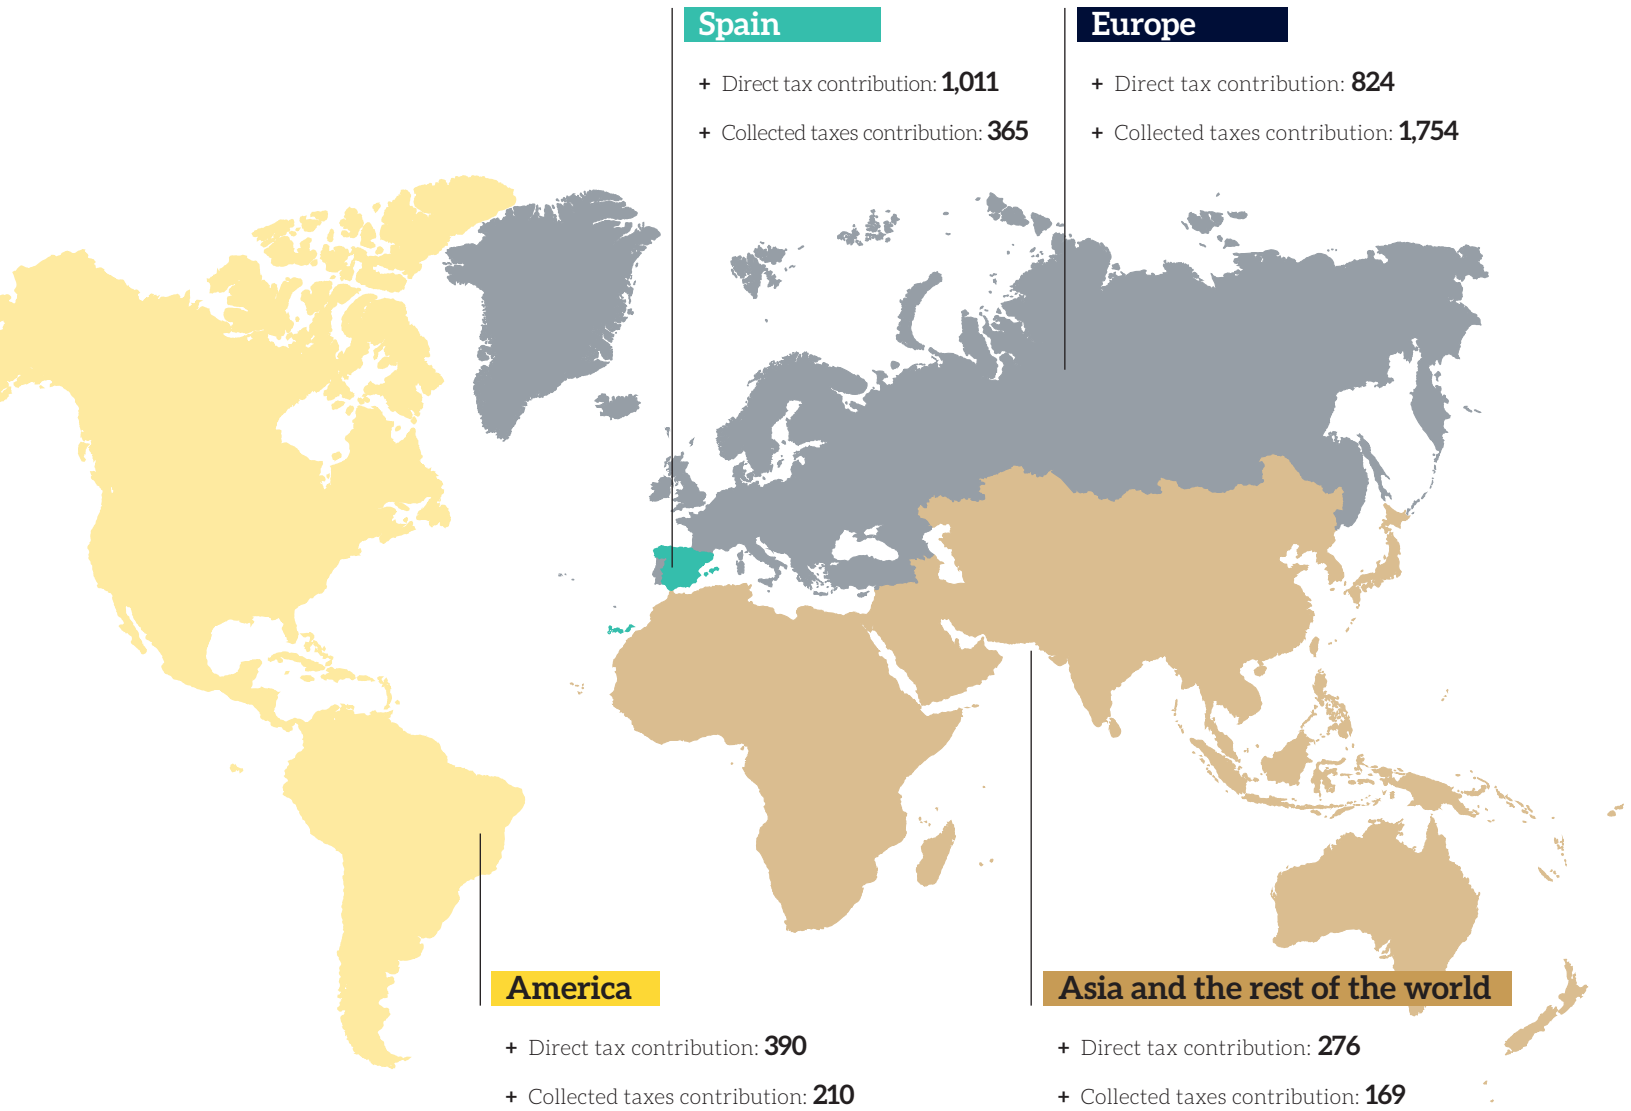 Spain
+ Direct tax contribution: 1,011
+ Collected taxes contribution: 365
Europe
+ Direct tax contribution: 824
+ Collected taxes contribution: 1,754
America
+ Direct tax contribution: 390
+ Collected taxes contribution: 210
Asia and the rest of the world
+ Direct tax contribution: 276
+ Collected taxes contribution: 169